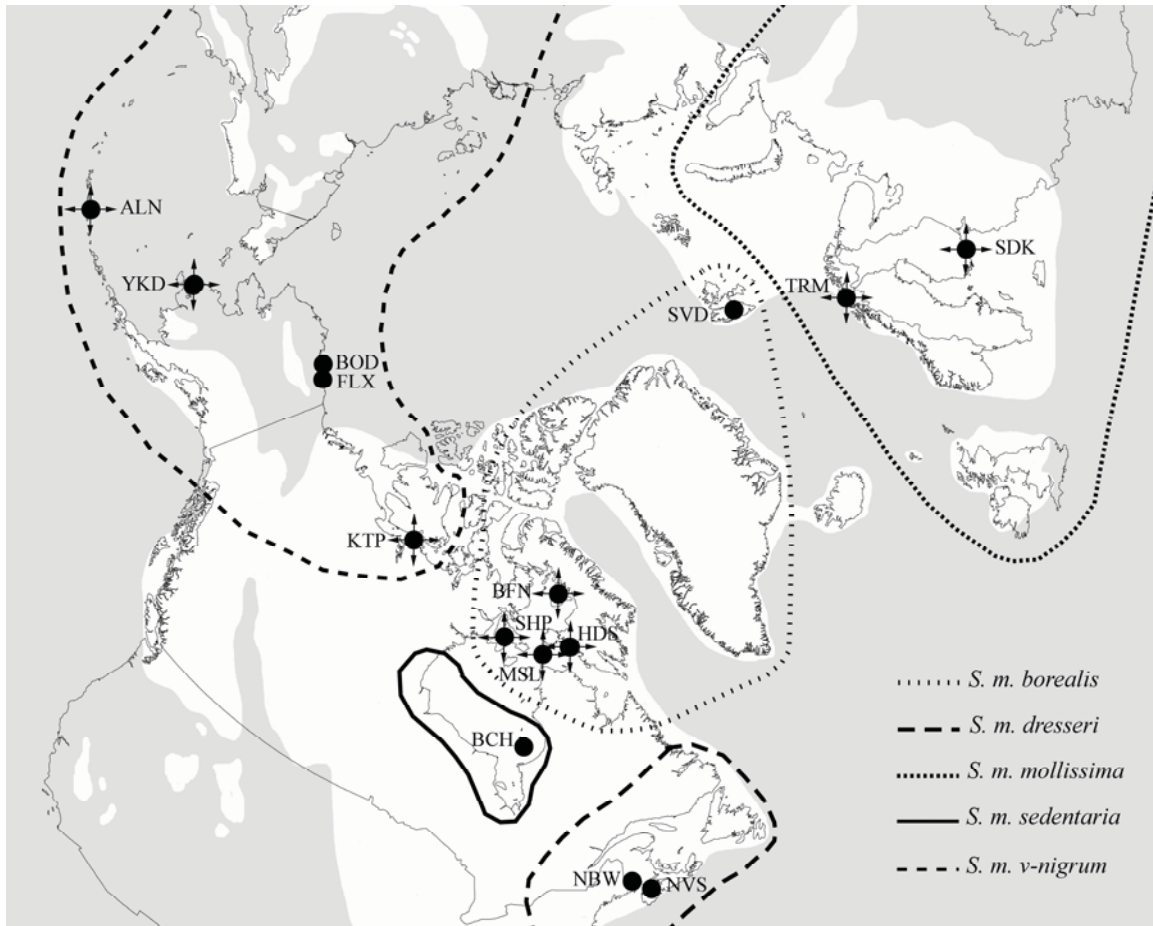 ALN
SDK
YKD
TRM
SVD
BOD
FLX
KTP
BFN
SHP
HDS
MSL
BCH
NBW
NVS
S. m. borealis
S. m. dresseri
S. m. mollissima
S. m. sedentaria
S. m. v-nigrum